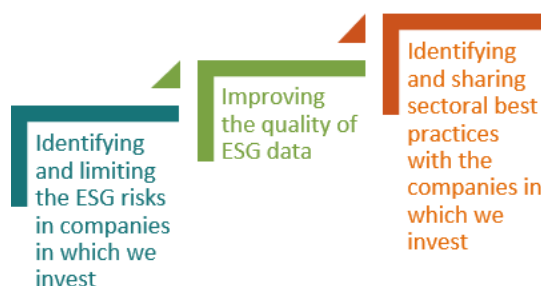 Identifying
and limiting
the ESG risks
in companies
in which we
invest
Improving
the quality of
ESG data
Identifying
and sharing
sectoral best
practices
with the
companies in
which we
invest